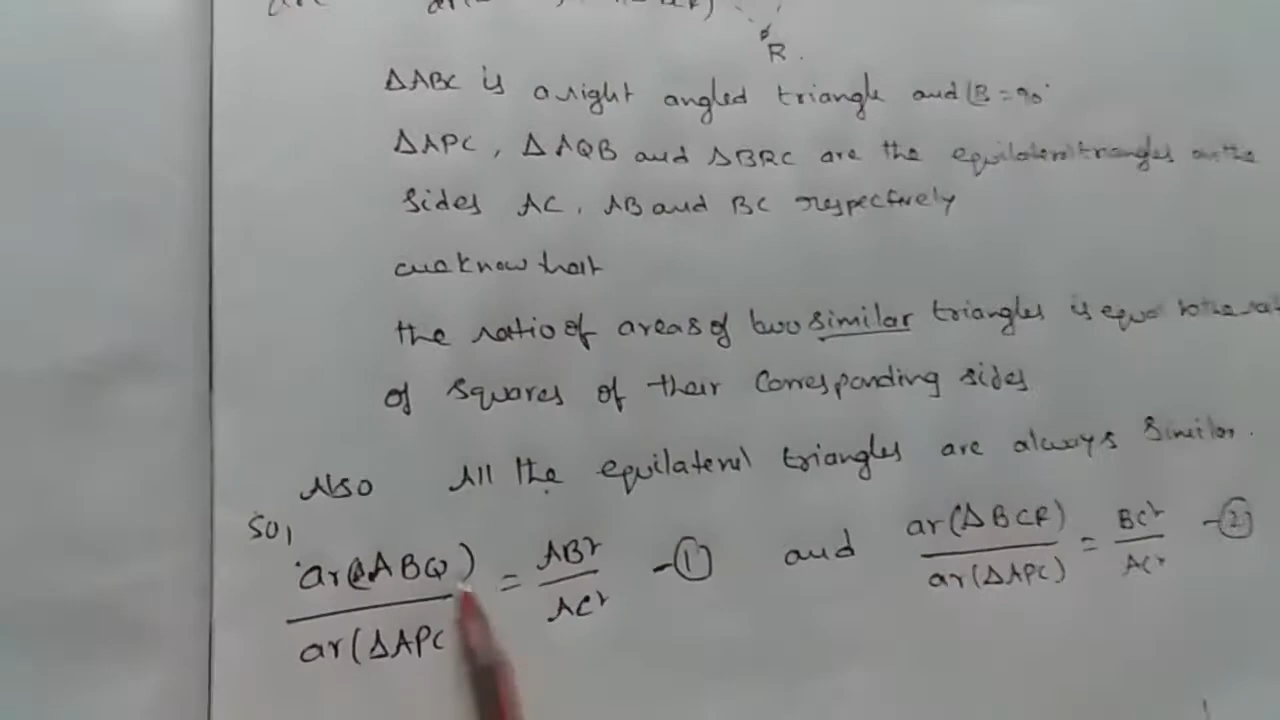 R.
ΔABC is a right angled triangle and ∠B = 90°
ΔAPC, ΔAQB and ΔBRC are the equilateral triangles on the
sides AC, AB and BC respectively
we know that
the ratio of areas of two similar triangles is equal to the
of squares of their corresponding sides
Also All the equilateral triangles are always similar.
So,
ar(ΔABQ) / ar(ΔAPC = AB² / AC² - ① and ar(ΔBCR) / ar(ΔAPC) = BC² / AC² - ②